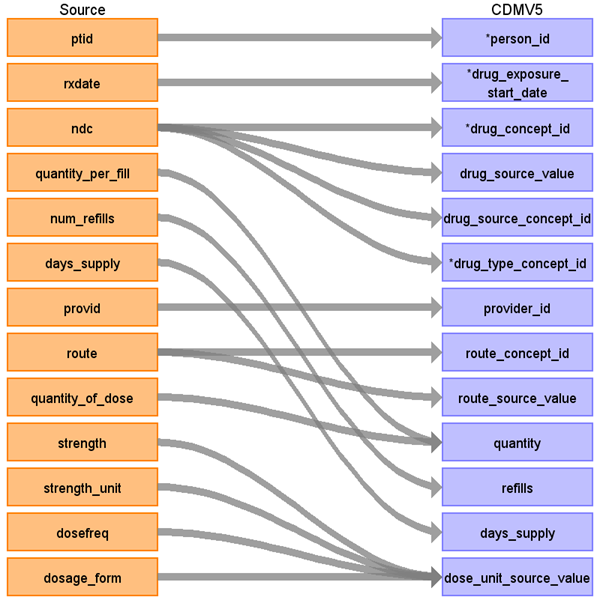 Source CDMV5
ptid *person_id
rxdate *drug_exposure_
start_date
ndc *drug_concept_id
quantity_per_fill drug_source_value
num_refills drug_source_concept_id
days_supply *drug_type_concept_id
provid provider_id
route route_concept_id
quantity_of_dose route_source_value
strength quantity
strength_unit refills
dosefreq days_supply
dosage_form dose_unit_source_value